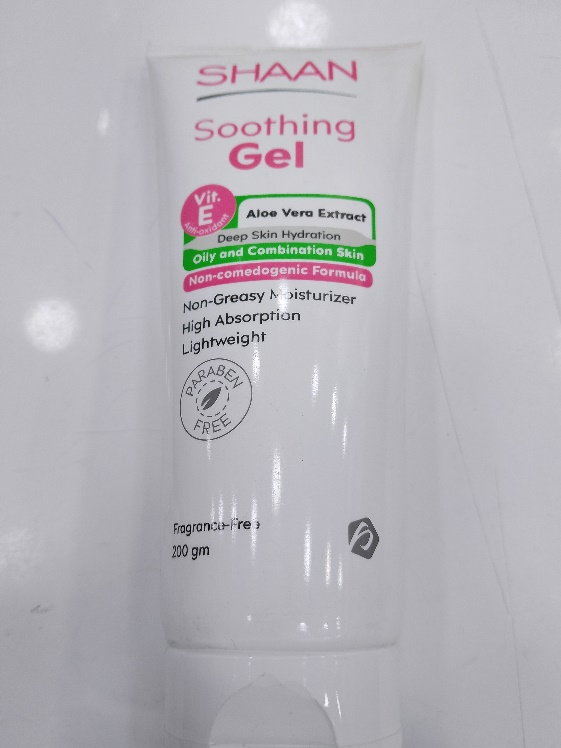 SHAAN
Soothing
Gel
Vit.
E
Anti-oxidant
Aloe Vera Extract
Deep Skin Hydration
Oily and Combination Skin
Non-comedogenic Formula
Non-Greasy Moisturizer
High Absorption
Lightweight
PARABEN
FREE
Fragrance-Free
200 gm